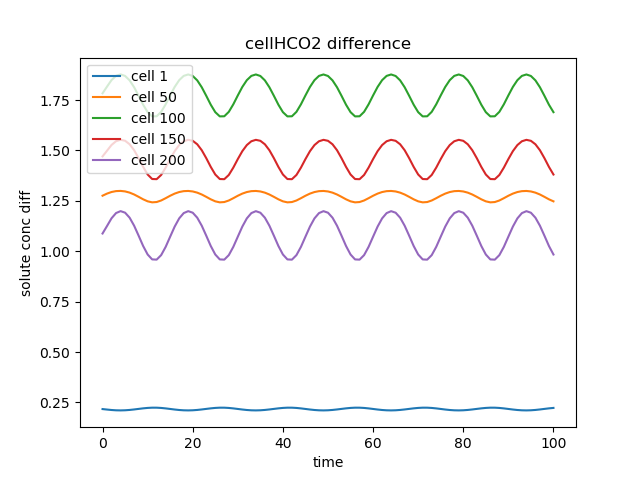 cellHCO2 difference
cell 1
cell 50
cell 100
cell 150
cell 200
1.75
1.50
1.25
1.00
0.75
0.50
0.25
solute conc diff
0 20 40 60 80 100
time